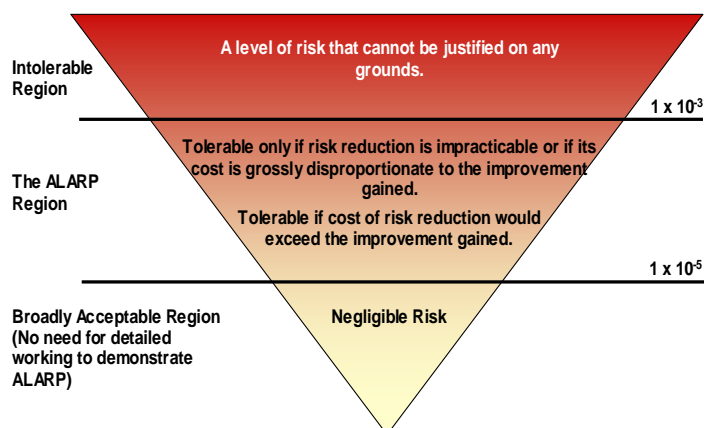 A level of risk that cannot be justified on any
grounds.
Intolerable
Region
1 x 10⁻³
Tolerable only if risk reduction is impracticable or if its
cost is grossly disproportionate to the improvement
gained.
The ALARP
Region
Tolerable if cost of risk reduction would
exceed the improvement gained.
1 x 10⁻⁵
Broadly Acceptable Region
(No need for detailed
working to demonstrate
ALARP)
Negligible Risk